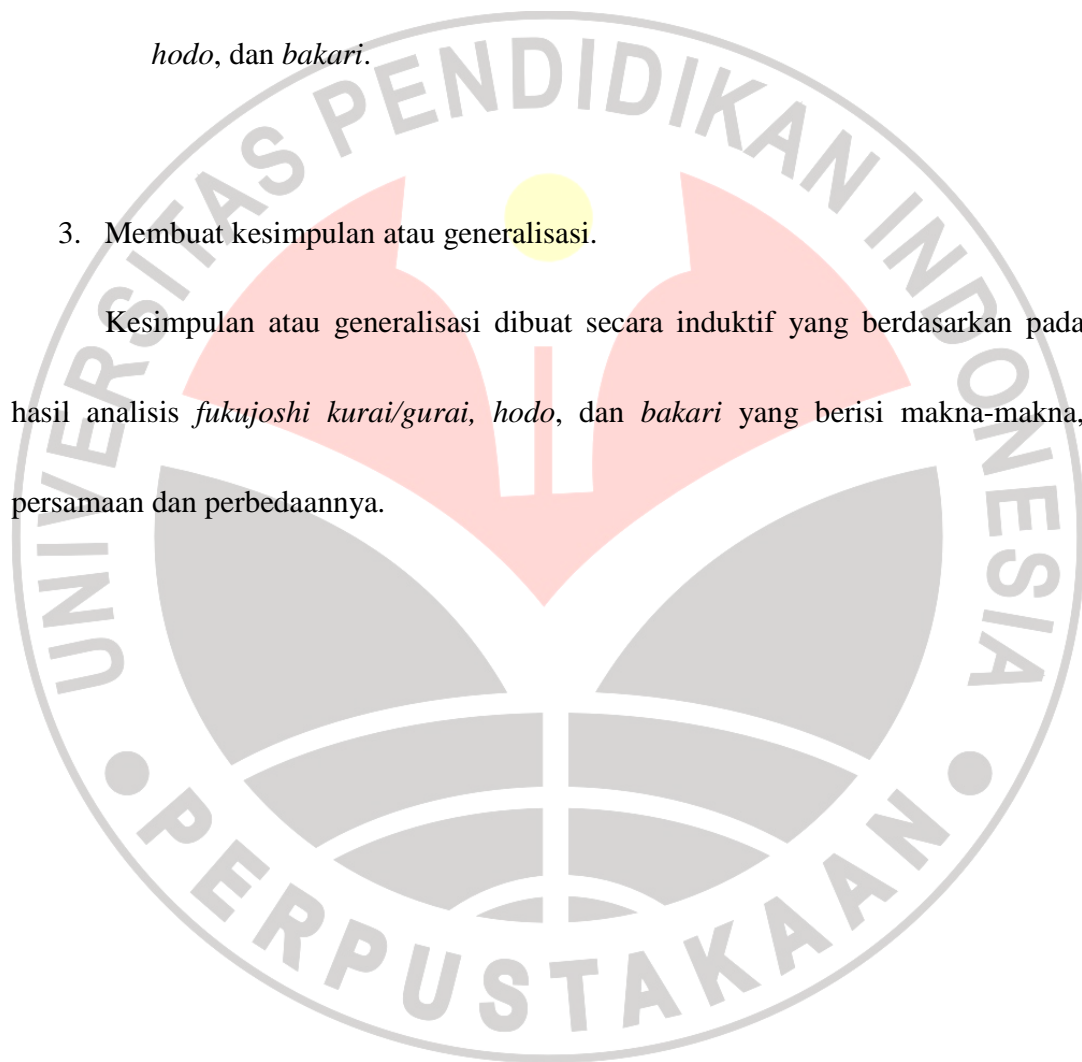 hodo, dan bakari.
3. Membuat kesimpulan atau generalisasi.
Kesimpulan atau generalisasi dibuat secara induktif yang berdasarkan pada
hasil analisis fukujoshi kurai/gurai, hodo, dan bakari yang berisi makna-makna,
persamaan dan perbedaannya.
UNIVERSITAS PENDIDIKAN INDONESIA
PERPUSTAKAAN